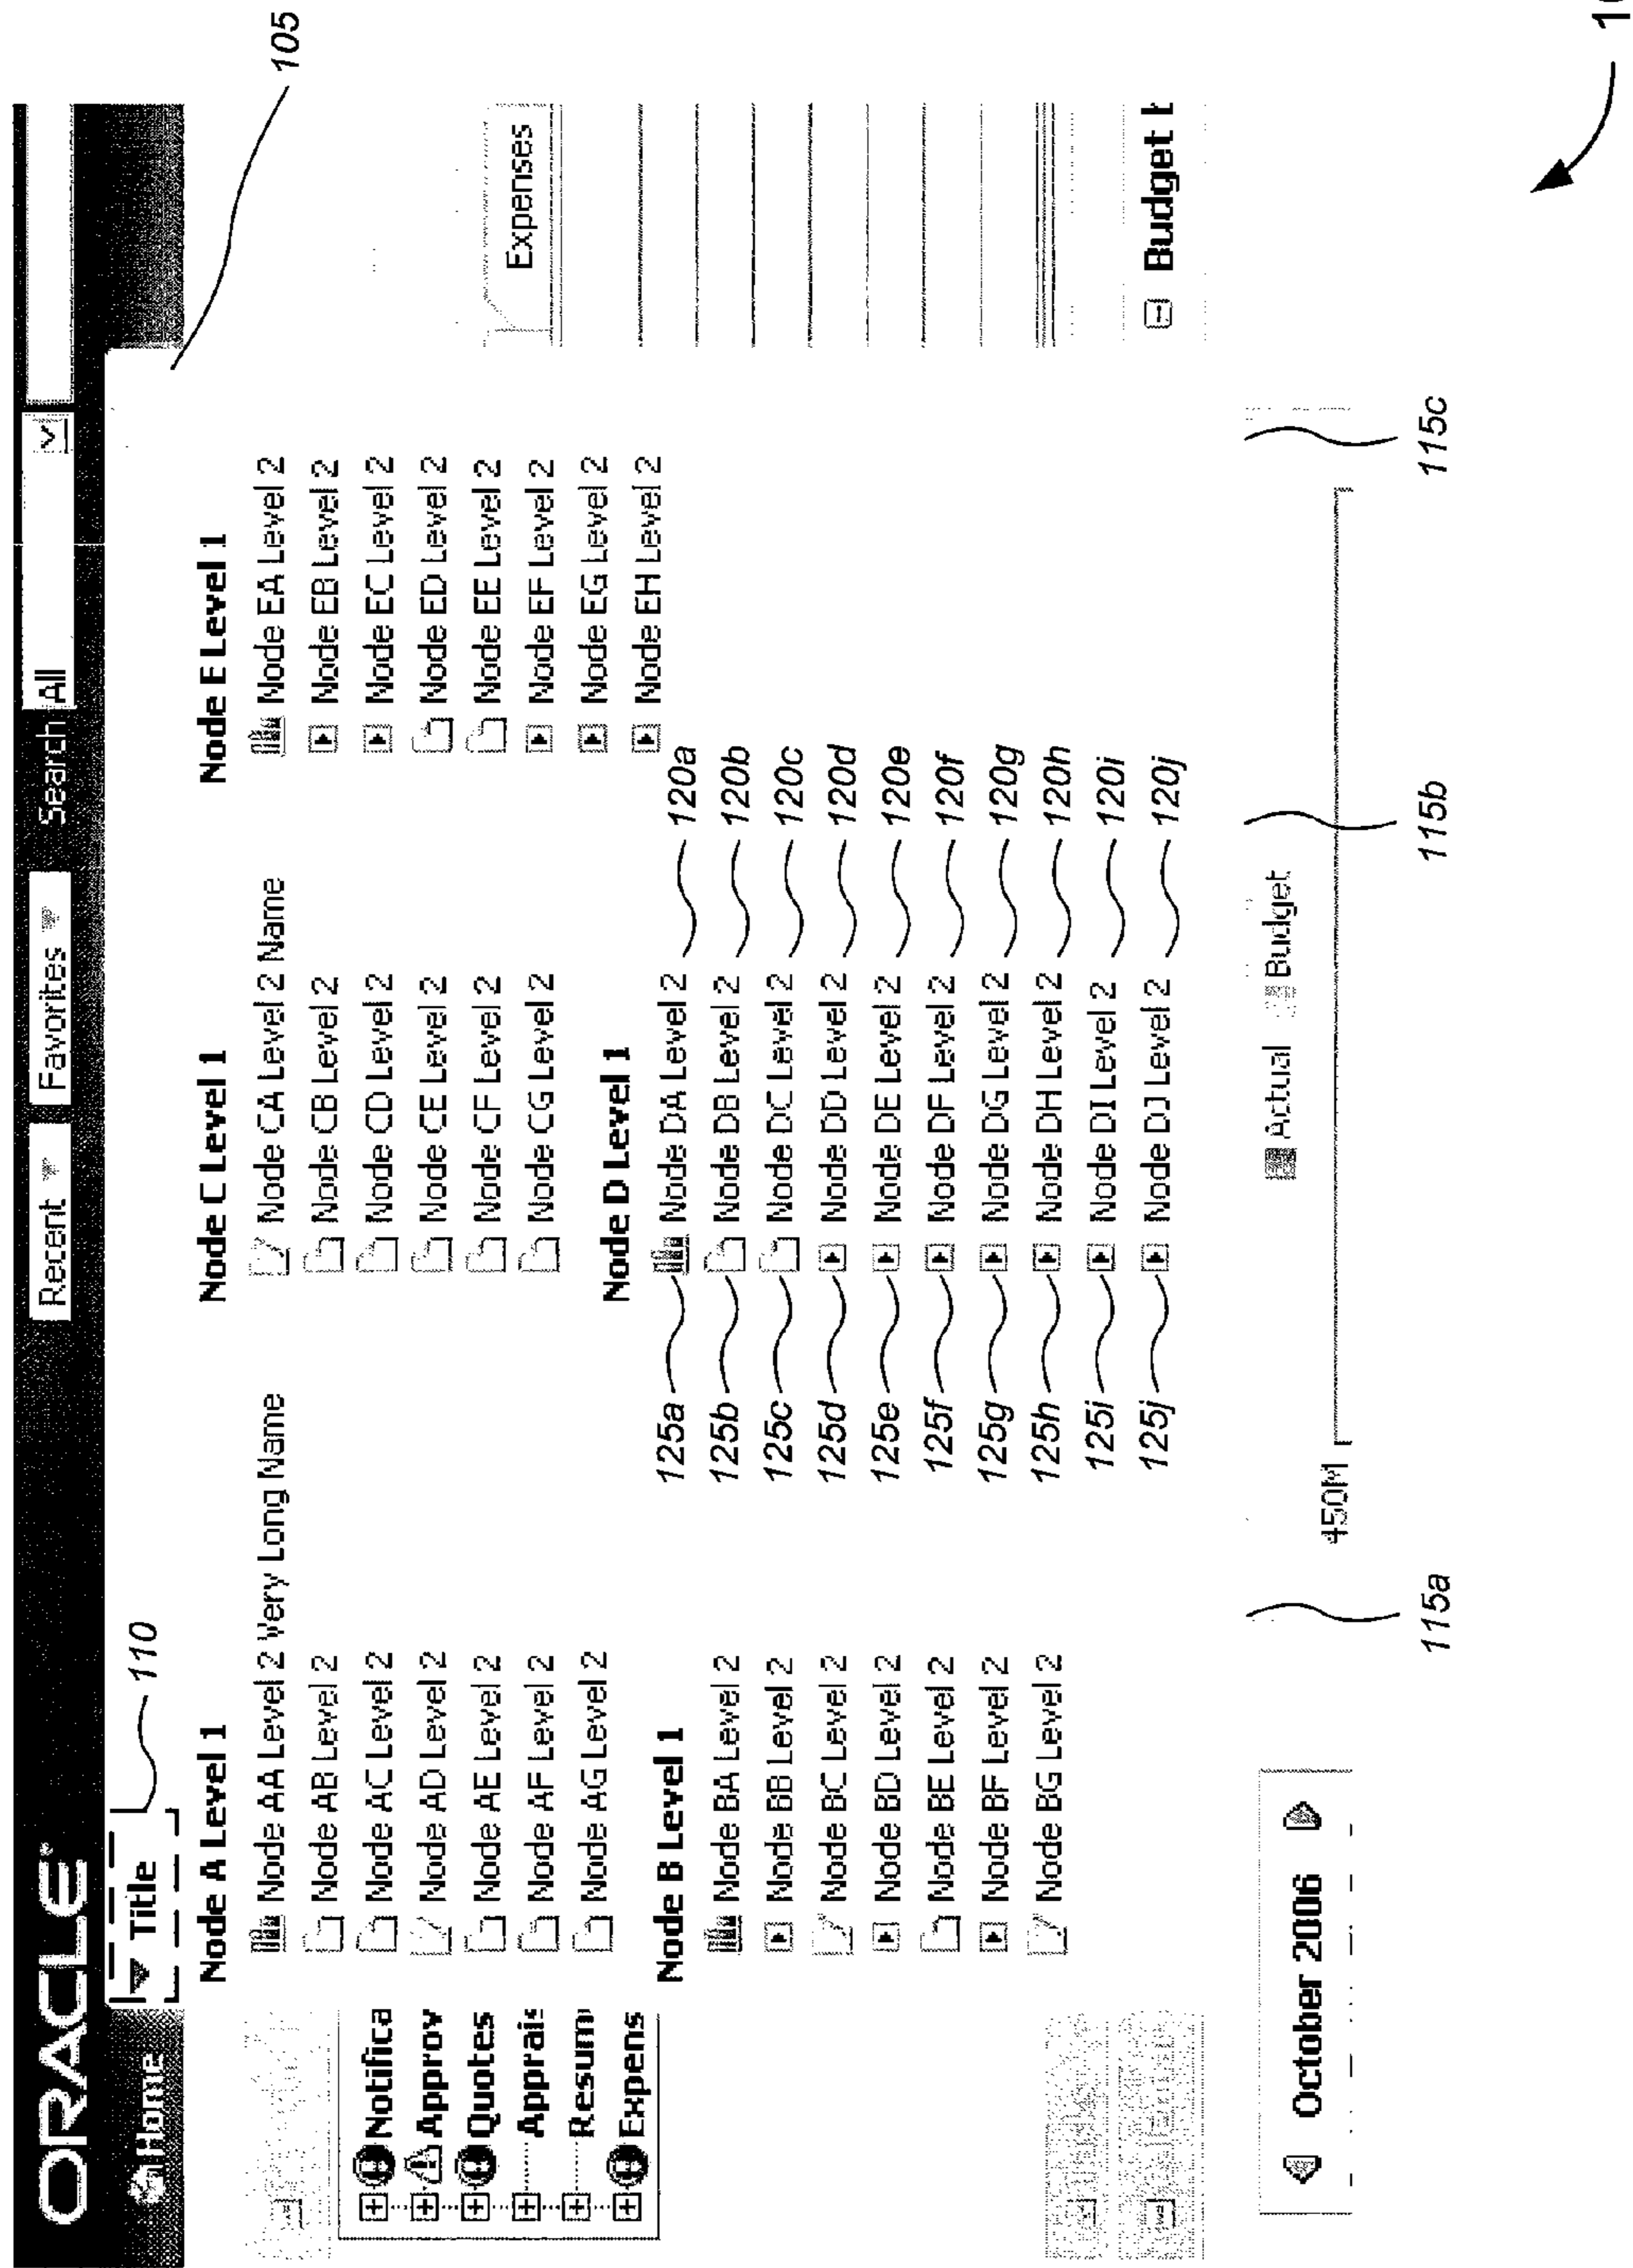 ORACLE
Recent
Favorites
Search
All
Home
Title
110
105
Node A Level 1
Node AA Level 2 Very Long Name
Node AB Level 2
Node AC Level 2
Node AD Level 2
Node AE Level 2
Node AF Level 2
Node AG Level 2
Node B Level 1
Node BA Level 2
Node BB Level 2
Node BC Level 2
Node BD Level 2
Node BE Level 2
Node BF Level 2
Node BG Level 2
Node C Level 1
Node CA Level 2 Name
Node CB Level 2
Node CD Level 2
Node CE Level 2
Node CF Level 2
Node CG Level 2
Node D Level 1
125a Node DA Level 2 120a
125b Node DB Level 2 120b
125c Node DC Level 2 120c
125d Node DD Level 2 120d
125e Node DE Level 2 120e
125f Node DF Level 2 120f
125g Node DG Level 2 120g
125h Node DH Level 2 120h
125i Node DI Level 2 120i
125j Node DJ Level 2 120j
Node E Level 1
Node EA Level 2
Node EB Level 2
Node EC Level 2
Node ED Level 2
Node EE Level 2
Node EF Level 2
Node EG Level 2
Node EH Level 2
Notifica
Approv
Quotes
Apprais
Resum
Expens
Expenses
Budget
October 2006
Actual
Budget
450M
115a
115b
115c